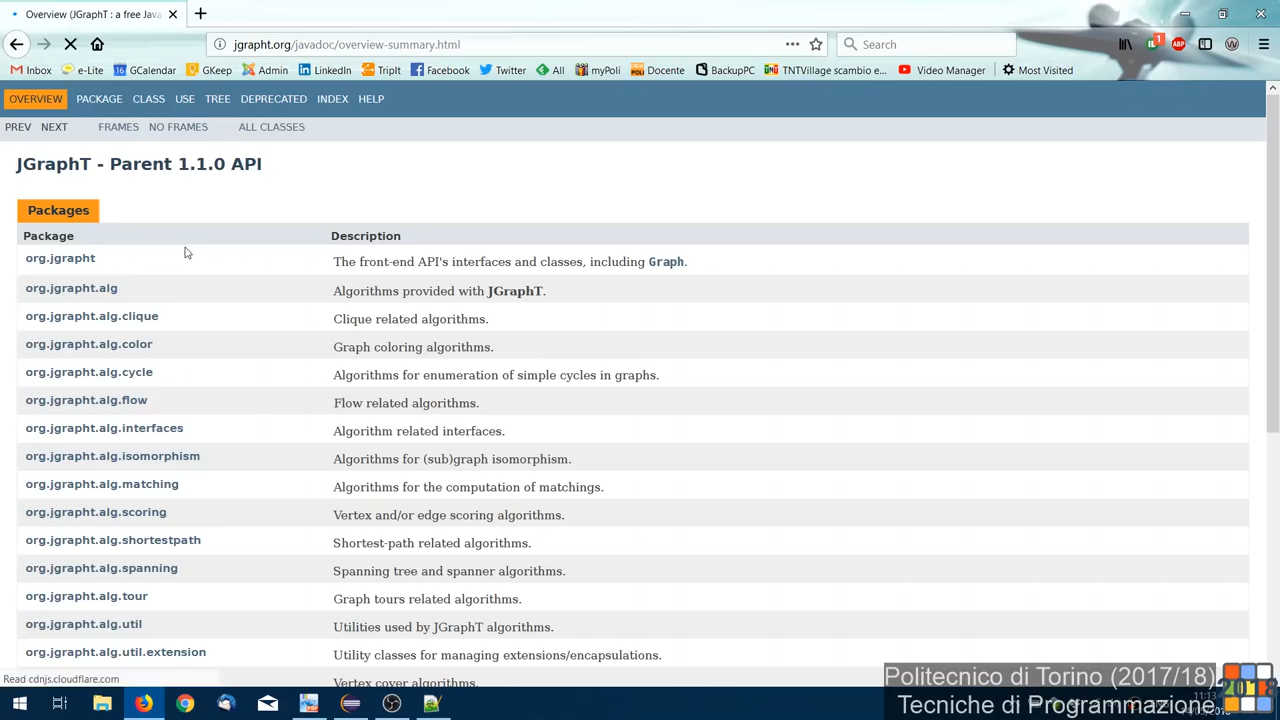 Overview (JGraphT : a free Java
jgrapht.org/javadoc/overview-summary.html
Search
1
Inbox e-Lite GCalendar GKeep Admin LinkedIn TripIt Facebook Twitter All myPoli Docente BackupPC TNTVillage scambio e... Video Manager Most Visited
OVERVIEW PACKAGE CLASS USE TREE DEPRECATED INDEX HELP
PREV NEXT FRAMES NO FRAMES ALL CLASSES
JGraphT - Parent 1.1.0 API
Packages
Package Description
org.jgrapht The front-end API's interfaces and classes, including Graph.
org.jgrapht.alg Algorithms provided with JGraphT.
org.jgrapht.alg.clique Clique related algorithms.
org.jgrapht.alg.color Graph coloring algorithms.
org.jgrapht.alg.cycle Algorithms for enumeration of simple cycles in graphs.
org.jgrapht.alg.flow Flow related algorithms.
org.jgrapht.alg.interfaces Algorithm related interfaces.
org.jgrapht.alg.isomorphism Algorithms for (sub)graph isomorphism.
org.jgrapht.alg.matching Algorithms for the computation of matchings.
org.jgrapht.alg.scoring Vertex and/or edge scoring algorithms.
org.jgrapht.alg.shortestpath Shortest-path related algorithms.
org.jgrapht.alg.spanning Spanning tree and spanner algorithms.
org.jgrapht.alg.tour Graph tours related algorithms.
org.jgrapht.alg.util Utilities used by JGraphT algorithms.
org.jgrapht.alg.util.extension Utility classes for managing extensions/encapsulations.
Vertex cover algorithms.
Read cdnjs.cloudflare.com
Politecnico di Torino (2017/18)
Tecniche di Programmazione
2018
11:13